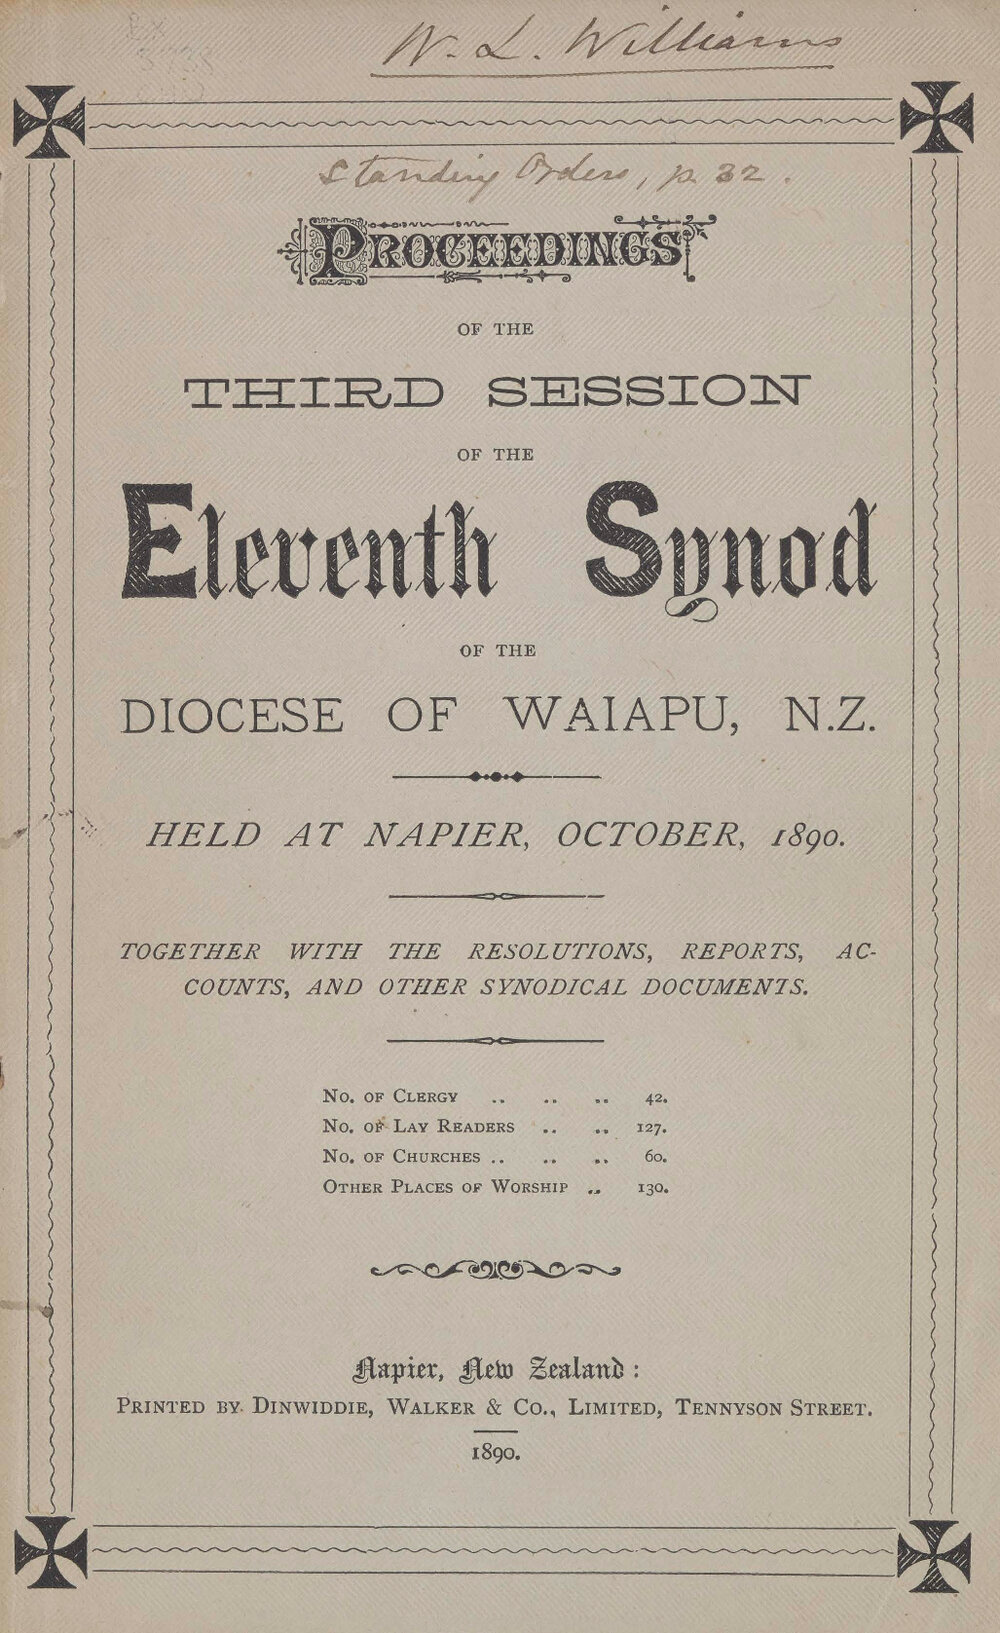 W. L. Williams
Standing Orders, p. 32.
PROCEEDINGS
OF THE
THIRD SESSION
OF THE
Eleventh Synod
OF THE
DIOCESE OF WAIAPU, N.Z.
HELD AT NAPIER, OCTOBER, 1890.
TOGETHER WITH THE RESOLUTIONS, REPORTS, AC-
COUNTS, AND OTHER SYNODICAL DOCUMENTS.
No. of Clergy .. .. .. 42.
No. of Lay Readers .. .. 127.
No. of Churches .. .. .. 60.
Other Places of Worship .. 130.
Napier, New Zealand:
Printed by Dinwiddie, Walker & Co., Limited, Tennyson Street.
1890.